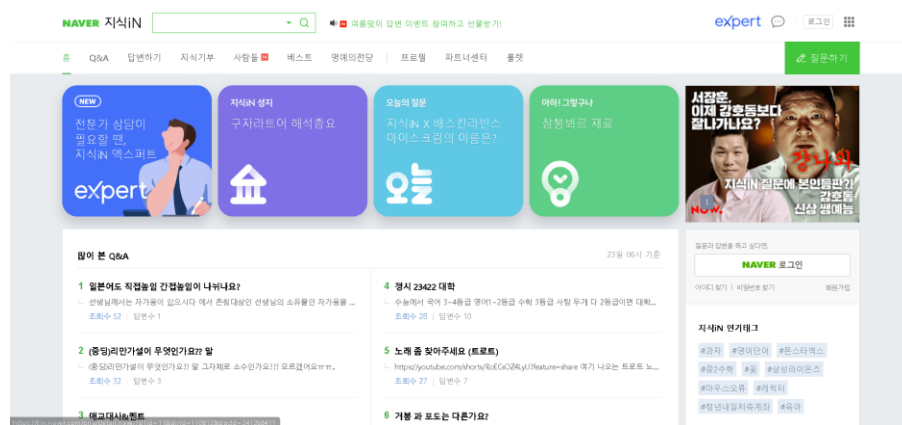 NAVER 지식iN
여름맞이 답변 이벤트 참여하고 선물받기!
expert
로그인
홈 Q&A 답변하기 지식기부 사람들 베스트 명예의전당 프로필 파트너센터 룰렛
질문하기
NEW
전문가 상담이
필요할 땐,
지식iN 엑스퍼트
expert
지식iN 성지
구자라트어 해석좀요
오늘의 질문
지식iN X 배스킨라빈스
아이스크림의 이름은?
오늘
아하! 그렇구나
잠봉뵈르 재료
서장훈,
이제 강호동보다
잘나가나요?
강나와
지식iN 질문에 본인등판?!
강호동
신상 쌩예능
NOW.
많이 본 Q&A
23일 06시 기준
1 일본어도 직접높임 간접높임이 나뉘나요?
선생님께서는 자가용이 있으시다 에서 존칭대상인 선생님의 소유물인 자가용을 ...
조회수 52 답변수 1
2 (중딩)리만가설이 무엇인가요?? 말
(중딩)리만가설이 무엇인가요?? 말 그자체로 소수인가요!?! 모르겠어요ㅠㅠ..
조회수 32 답변수 3
3 애교대사&멘트
4 정시 23422 대학
수능에서 국어 3~4등급 영어1~2등급 수학 3등급 사탐 두개 다 2등급이면 대학...
조회수 28 답변수 10
5 노래 좀 찾아주세요 (트로트)
여기 나오는 트로트 노...
조회수 27 답변수 7
6 거봉 과 포도는 다른가요?
질문과 답변을 하고 싶다면,
NAVER 로그인
아이디 찾기 비밀번호 찾기 회원가입
지식iN 인기태그
#과자 #영어단어 #몬스타엑스
#중2수학 #꽃 #삼성라이온즈
#마우스오류 #캐릭터
#청년내일저축계좌 #육아